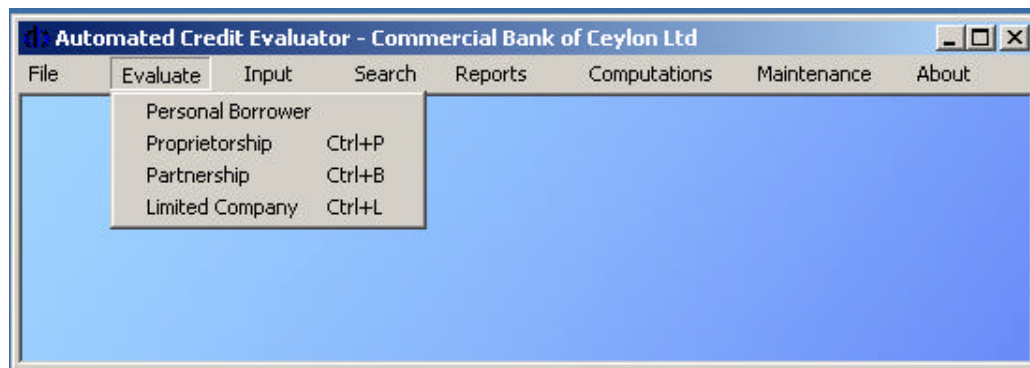 Automated Credit Evaluator - Commercial Bank of Ceylon Ltd
File Evaluate Input Search Reports Computations Maintenance About
Personal Borrower
Proprietorship Ctrl+P
Partnership Ctrl+B
Limited Company Ctrl+L